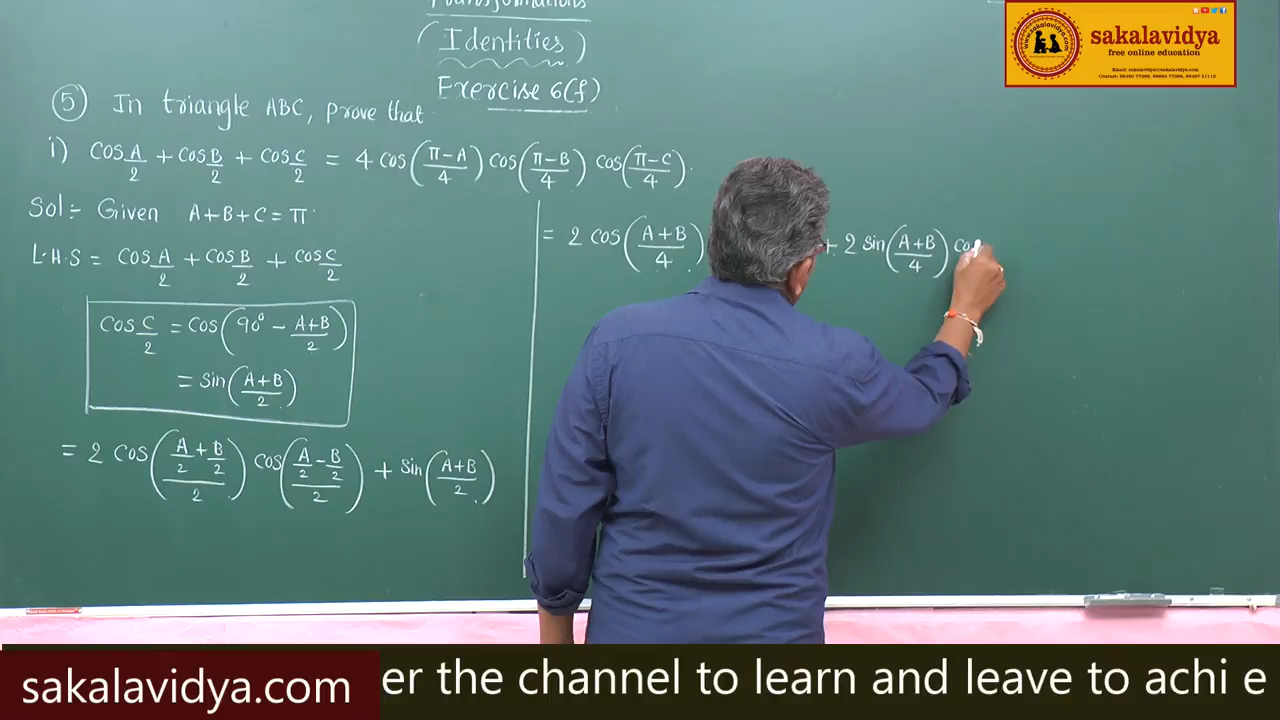 (Identities)
Exercise 6(f)
5 In triangle ABC, prove that
i) Cos A/2 + Cos B/2 + Cos C/2 = 4 Cos((π-A)/4) Cos((π-B)/4) Cos((π-C)/4).
Sol:- Given A+B+C = π.
L.H.S = Cos A/2 + Cos B/2 + Cos C/2
Cos C/2 = Cos(90° - (A+B)/2)
= Sin((A+B)/2)
= 2 Cos((A/2 + B/2)/2) Cos((A/2 - B/2)/2) + Sin((A+B)/2)
= 2 Cos((A+B)/4) + 2 Sin((A+B)/4) Co
sakalavidya
free online education
sakalavidya.com
er the channel to learn and leave to achi e